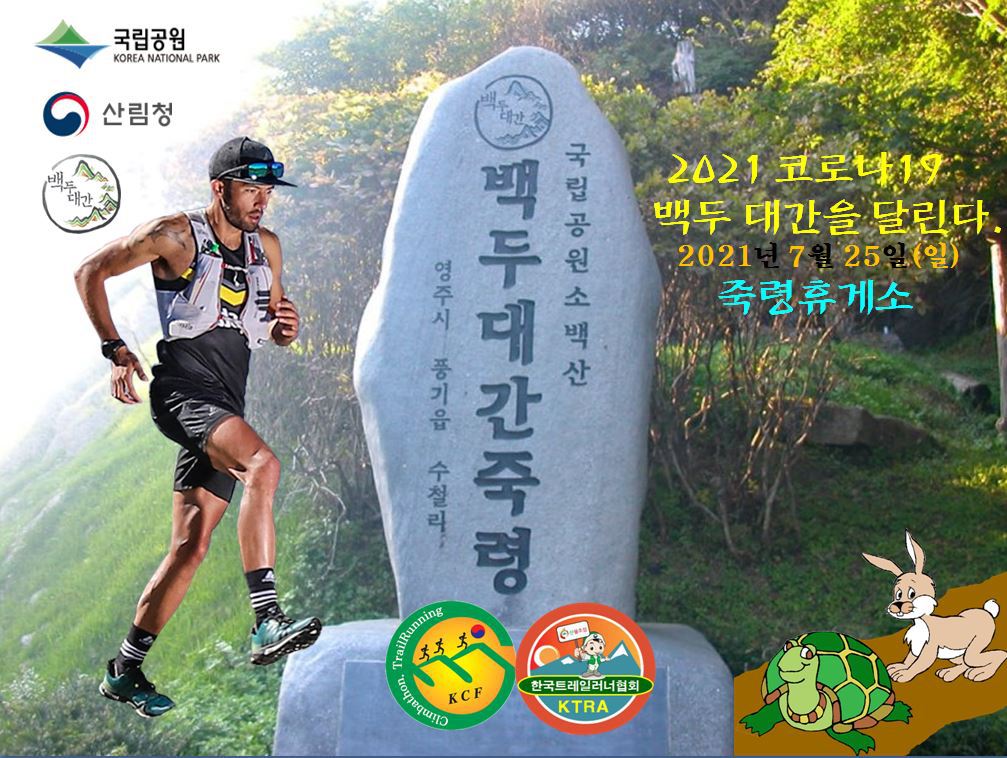 국립공원
KOREA NATIONAL PARK
산림청
백두
대간
백두
대간
국립공원소백산
백두대간죽령
영주시 풍기읍 수철리
2021 코로나19
백두 대간을 달린다.
2021년 7월 25일(일)
죽령휴게소
Climbathon. TrailRunning
KCF
한국트레일러너협회
KTRA